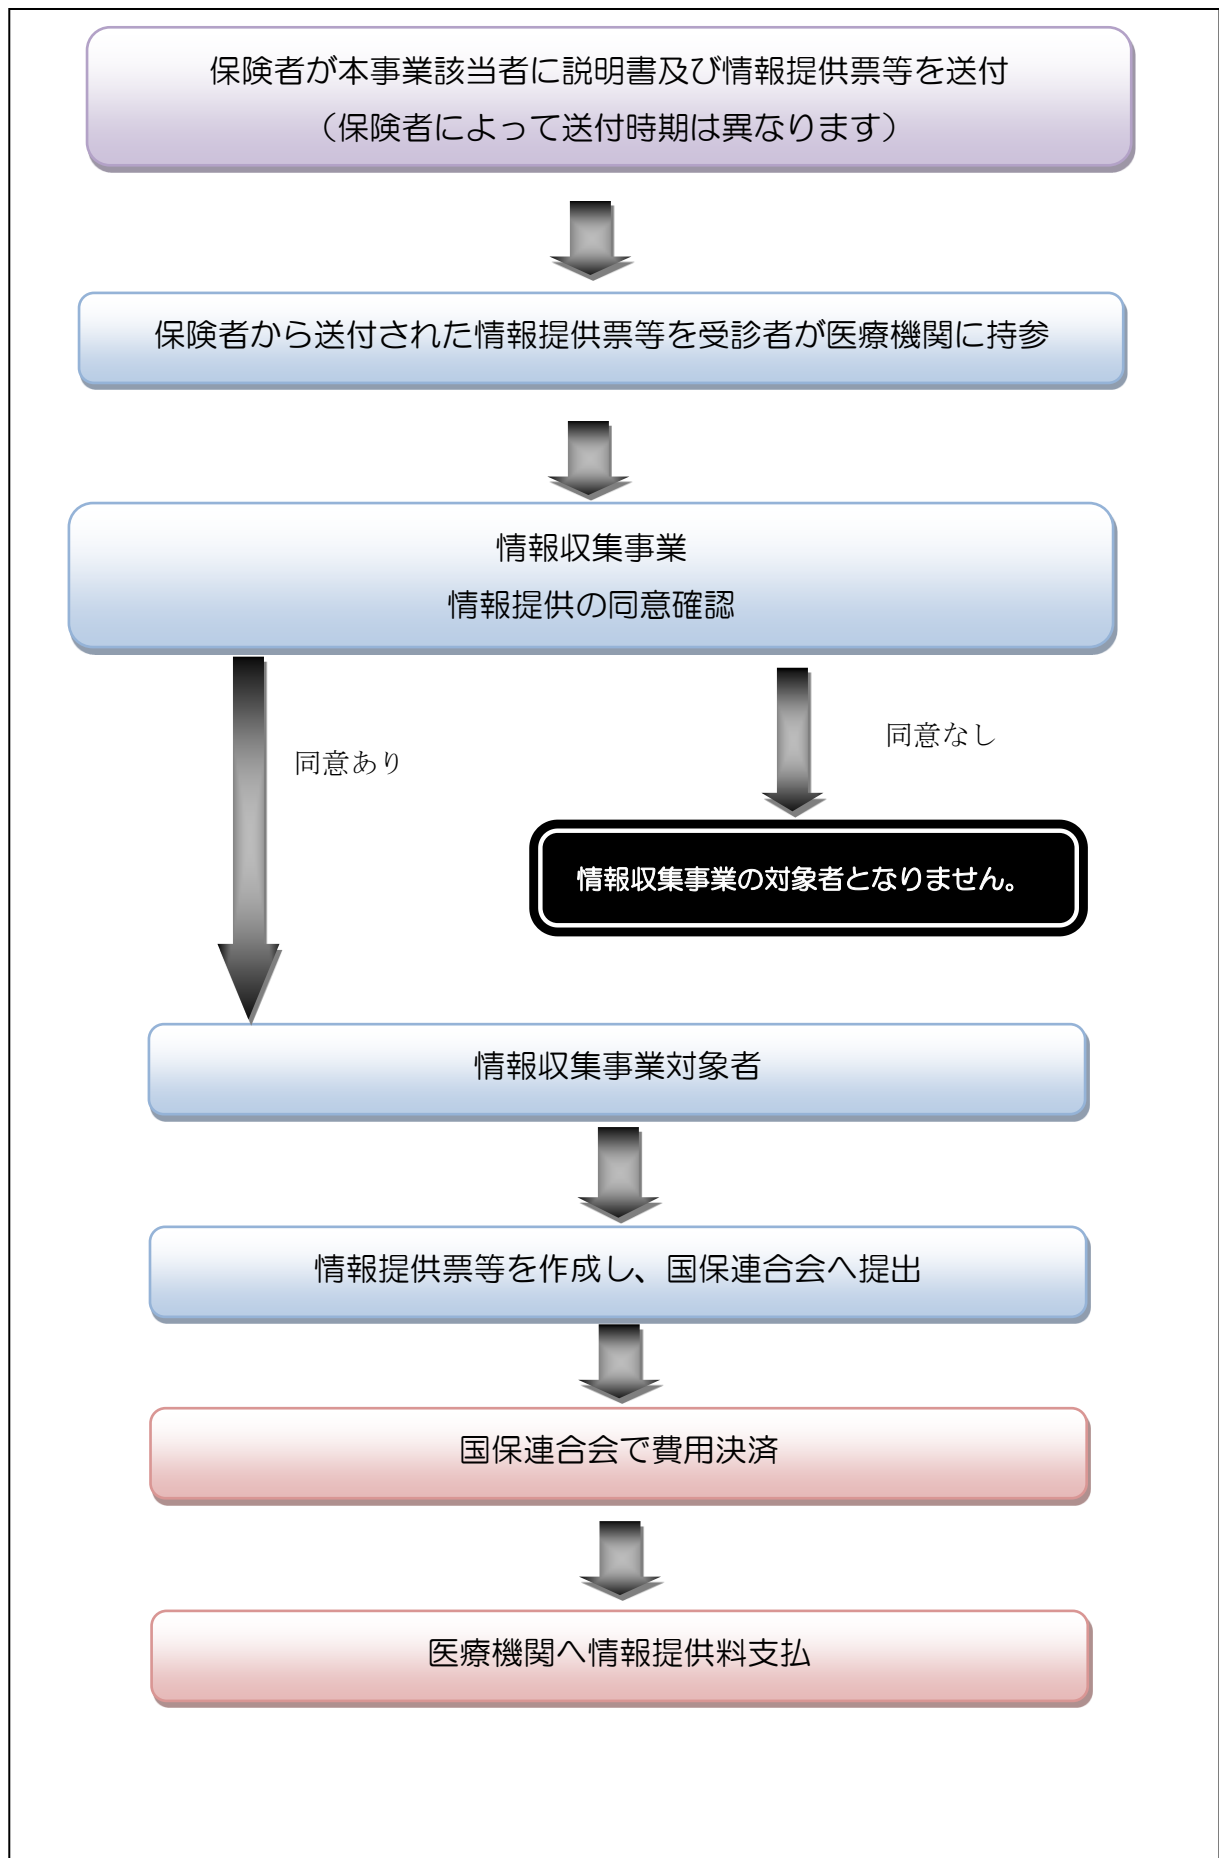 保険者が本事業該当者に説明書及び情報提供票等を送付
（保険者によって送付時期は異なります）
保険者から送付された情報提供票等を受診者が医療機関に持参
情報収集事業
情報提供の同意確認
同意あり
同意なし
情報収集事業の対象者となりません。
情報収集事業対象者
情報提供票等を作成し、国保連合会へ提出
国保連合会で費用決済
医療機関へ情報提供料支払